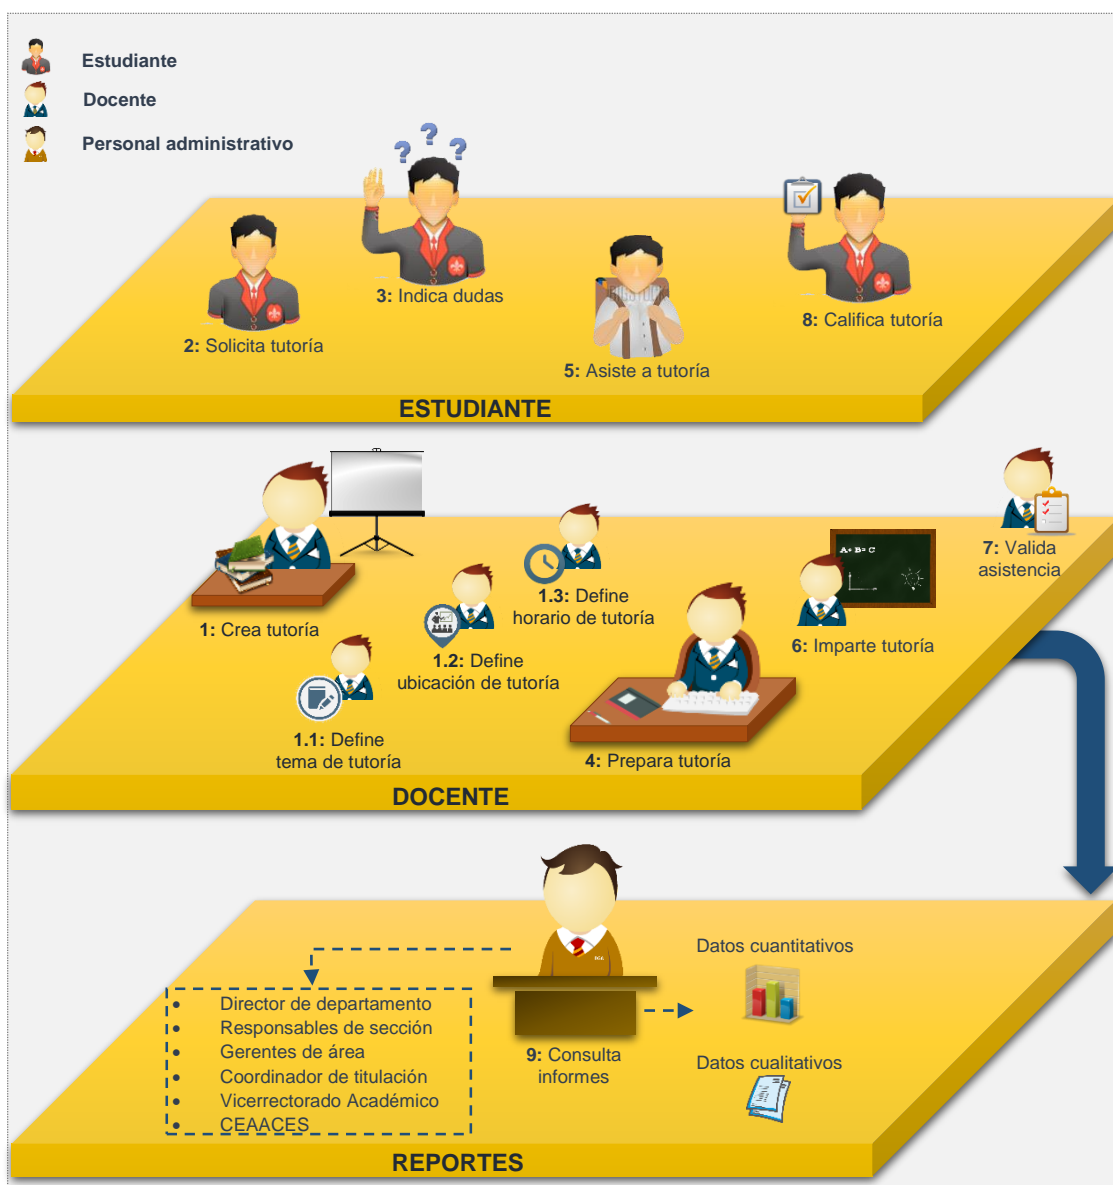 Estudiante
Docente
Personal administrativo
3: Indica dudas
2: Solicita tutoría
8: Califica tutoría
5: Asiste a tutoría
ESTUDIANTE
1: Crea tutoría
1.3: Define
horario de tutoría
7: Valida
asistencia
A+ B= C
1.2: Define
ubicación de tutoría
6: Imparte tutoría
1.1: Define
tema de tutoría
4: Prepara tutoría
DOCENTE
Datos cuantitativos
• Director de departamento
• Responsables de sección
• Gerentes de área
• Coordinador de titulación
• Vicerrectorado Académico
• CEAACES
9: Consulta
informes
Datos cualitativos
REPORTES